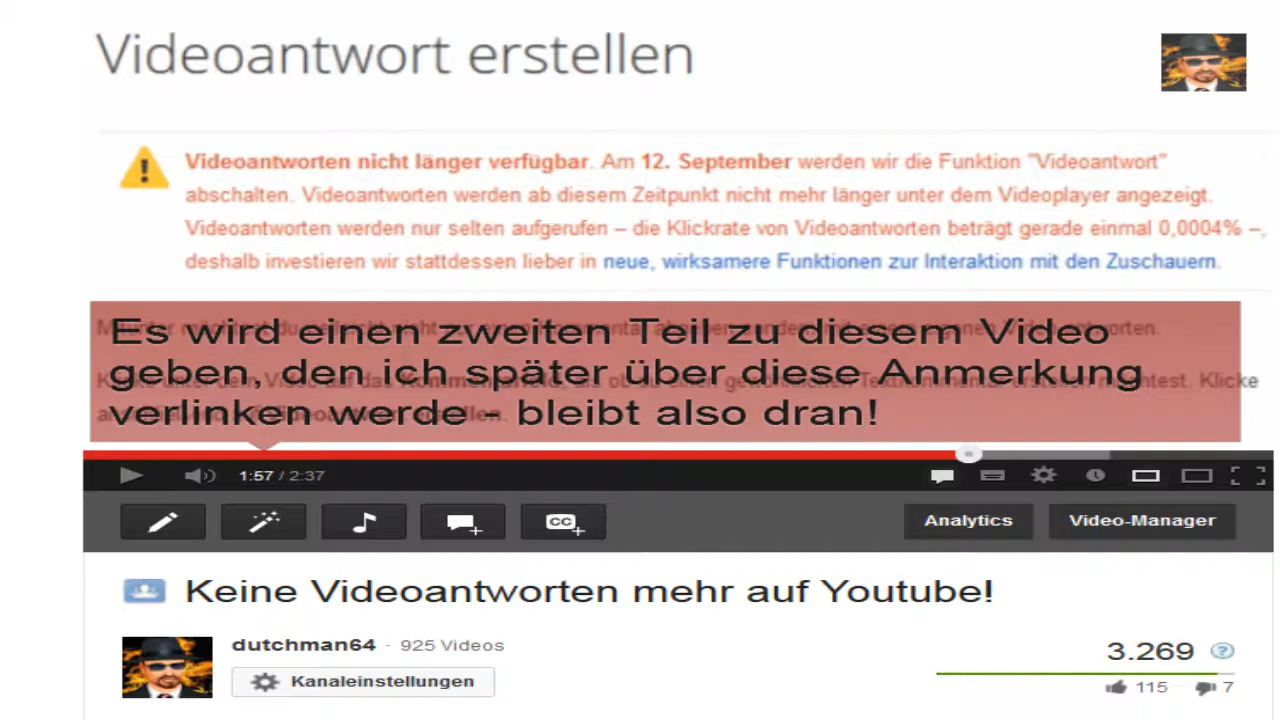 Videoantwort erstellen
Videoantworten nicht länger verfügbar. Am 12. September werden wir die Funktion "Videoantwort"
abschalten. Videoantworten werden ab diesem Zeitpunkt nicht mehr länger unter dem Videoplayer angezeigt.
Videoantworten werden nur selten aufgerufen – die Klickrate von Videoantworten beträgt gerade einmal 0,0004% –,
deshalb investieren wir stattdessen lieber in neue, wirksamere Funktionen zur Interaktion mit den Zuschauern.
Es wird einen zweiten Teil zu diesem Video
geben, den ich später über diese Anmerkung
verlinken werde - bleibt also dran!
Klicke
1:57 / 2:37
CC
Analytics
Video-Manager
Keine Videoantworten mehr auf Youtube!
dutchman64 · 925 Videos
3.269 ?
Kanaleinstellungen
115 7